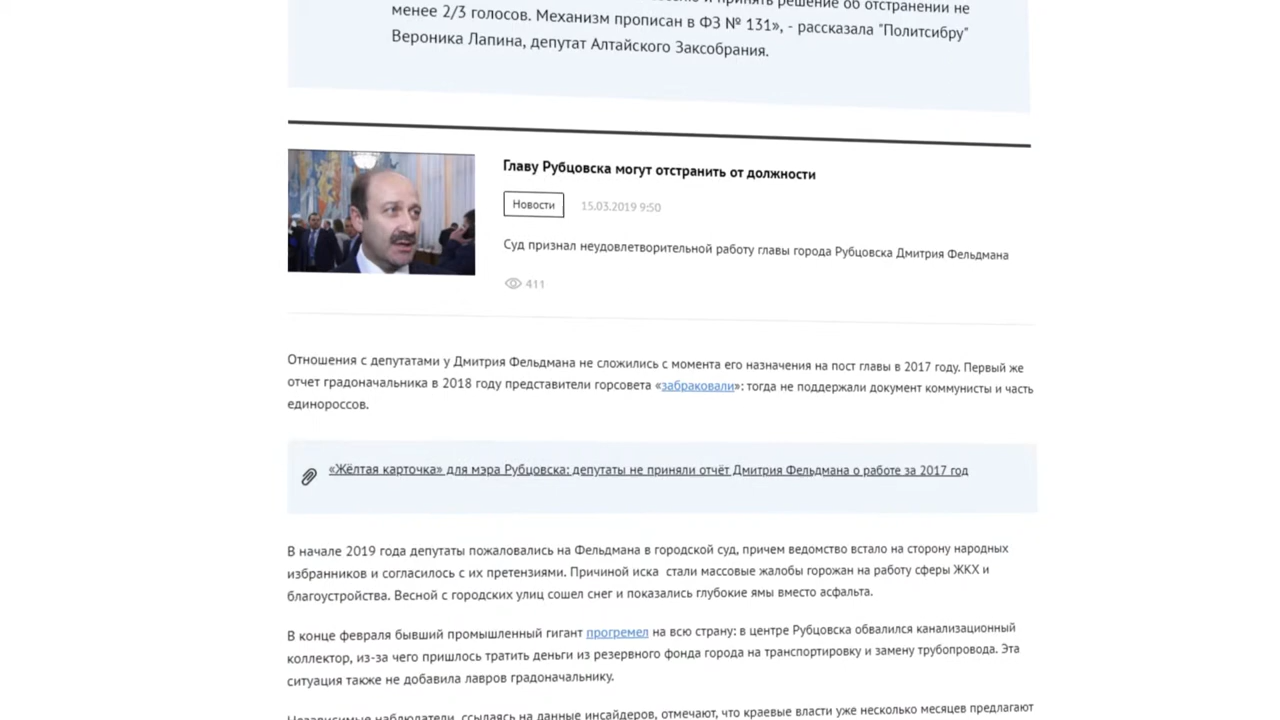 принять решение об отстранении не
менее 2/3 голосов. Механизм прописан в ФЗ № 131», - рассказала "Политсибру"
Вероника Лапина, депутат Алтайского Заксобрания.
Главу Рубцовска могут отстранить от должности
Новости 15.03.2019 9:50
Суд признал неудовлетворительной работу главы города Рубцовска Дмитрия Фельдмана
411
Отношения с депутатами у Дмитрия Фельдмана не сложились с момента его назначения на пост главы в 2017 году. Первый же
отчет градоначальника в 2018 году представители горсовета «забраковали»: тогда не поддержали документ коммунисты и часть
единороссов.
«Жёлтая карточка» для мэра Рубцовска: депутаты не приняли отчёт Дмитрия Фельдмана о работе за 2017 год
В начале 2019 года депутаты пожаловались на Фельдмана в городской суд, причем ведомство встало на сторону народных
избранников и согласилось с их претензиями. Причиной иска стали массовые жалобы горожан на работу сферы ЖКХ и
благоустройства. Весной с городских улиц сошел снег и показались глубокие ямы вместо асфальта.
В конце февраля бывший промышленный гигант прогремел на всю страну: в центре Рубцовска обвалился канализационный
коллектор, из-за чего пришлось тратить деньги из резервного фонда города на транспортировку и замену трубопровода. Эта
ситуация также не добавила лавров градоначальнику.
Независимые наблюдатели, ссылаясь на данные инсайдеров, отмечают, что краевые власти уже несколько месяцев предлагают